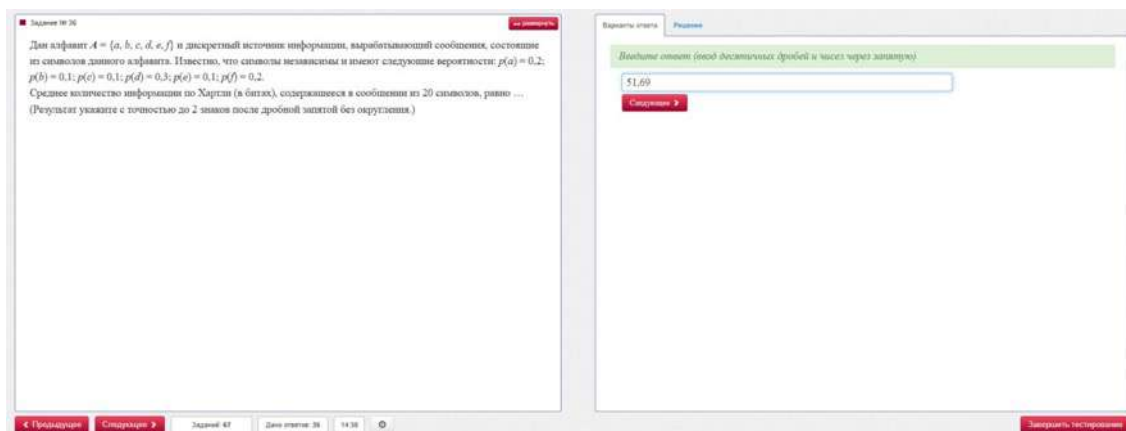 Задание № 36
развернуть
Дан алфавит A = {a, b, c, d, e, f} и дискретный источник информации, вырабатывающий сообщения, состоящие
из символов данного алфавита. Известно, что символы независимы и имеют следующие вероятности: p(a) = 0,2;
p(b) = 0,1; p(c) = 0,1; p(d) = 0,3; p(e) = 0,1; p(f) = 0,2.
Среднее количество информации по Хартли (в битах), содержащееся в сообщении из 20 символов, равно …
(Результат укажите с точностью до 2 знаков после дробной запятой без округления.)
Варианты ответа Решение
Введите ответ (ввод десятичных дробей и чисел через запятую)
51,69
Следующее
Предыдущее Следующее Заданий 67 Дано ответов: 36 14:38
Завершить тестирование